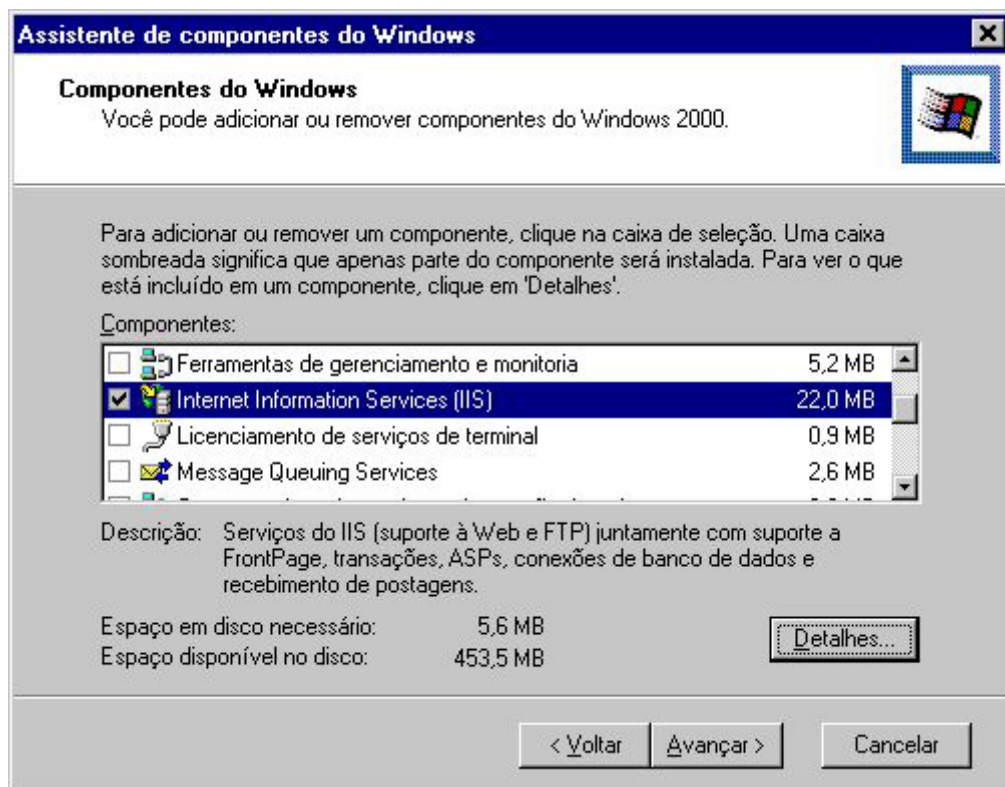 Assistente de componentes do Windows
Componentes do Windows
Você pode adicionar ou remover componentes do Windows 2000.
Para adicionar ou remover um componente, clique na caixa de seleção. Uma caixa
sombreada significa que apenas parte do componente será instalada. Para ver o que
está incluído em um componente, clique em 'Detalhes'.
Componentes:
Ferramentas de gerenciamento e monitoria 5,2 MB
Internet Information Services (IIS) 22,0 MB
Licenciamento de serviços de terminal 0,9 MB
Message Queuing Services 2,6 MB
Descrição: Serviços do IIS (suporte à Web e FTP) juntamente com suporte a
FrontPage, transações, ASPs, conexões de banco de dados e
recebimento de postagens.
Espaço em disco necessário: 5,6 MB
Espaço disponível no disco: 453,5 MB
Detalhes...
< Voltar Avançar > Cancelar